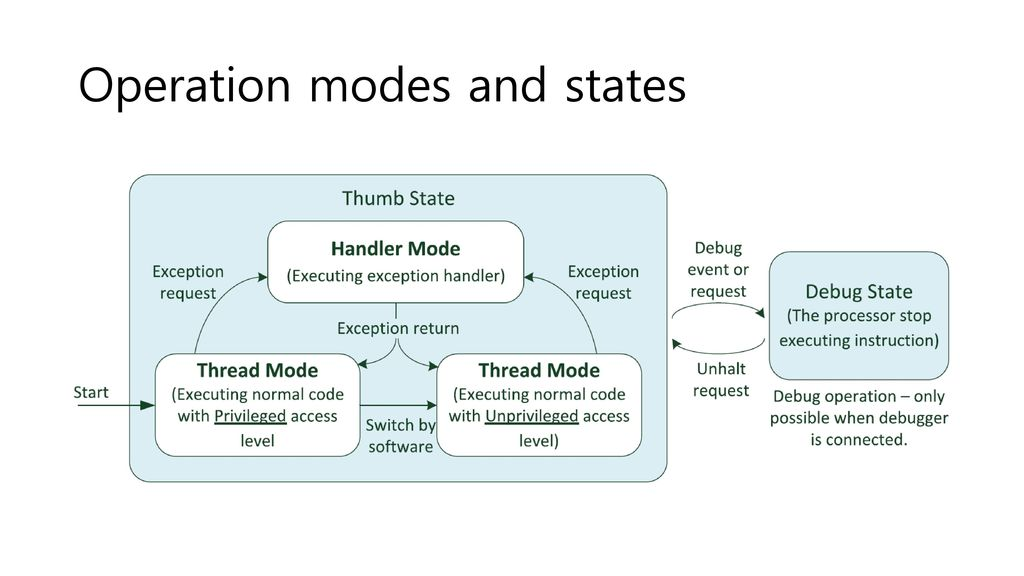 Operation modes and states
Thumb State
Handler Mode
(Executing exception handler)
Exception
request
Exception
request
Exception return
Start
Thread Mode
(Executing normal code
with Privileged access
level
Switch by
software
Thread Mode
(Executing normal code
with Unprivileged access
level)
Debug
event or
request
Unhalt
request
Debug State
(The processor stop
executing instruction)
Debug operation – only
possible when debugger
is connected.